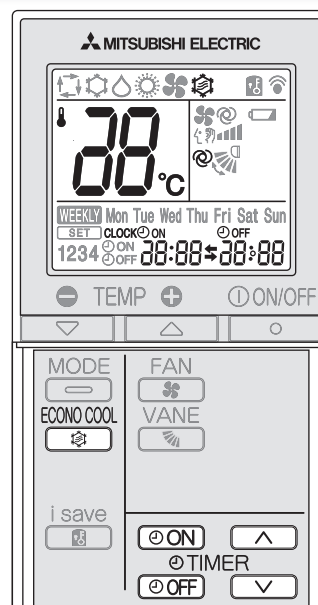 MITSUBISHI ELECTRIC
88°C
WEEKLY Mon Tue Wed Thu Fri Sat Sun
SET CLOCK ON OFF
1234 ON OFF 88:88 88:88
TEMP ON/OFF
MODE FAN
ECONO COOL VANE
i save
ON
TIMER
OFF